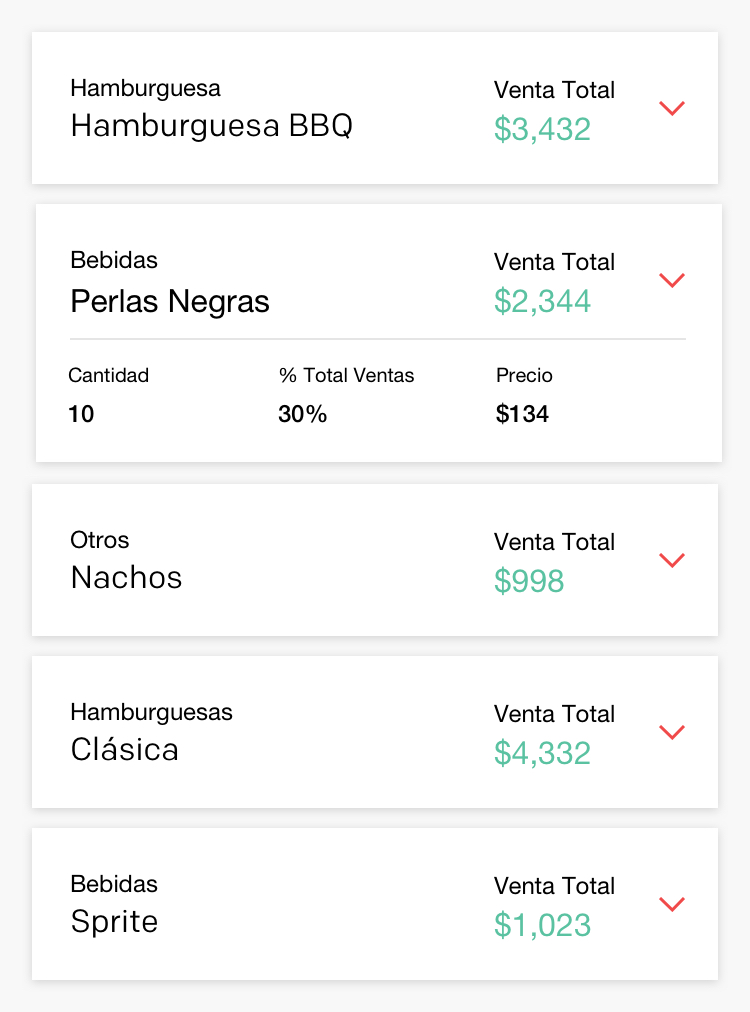 Hamburguesa
Hamburguesa BBQ
Venta Total
$3,432
Bebidas
Perlas Negras
Venta Total
$2,344
Cantidad % Total Ventas Precio
10 30% $134
Otros
Nachos
Venta Total
$998
Hamburguesas
Clásica
Venta Total
$4,332
Bebidas
Sprite
Venta Total
$1,023